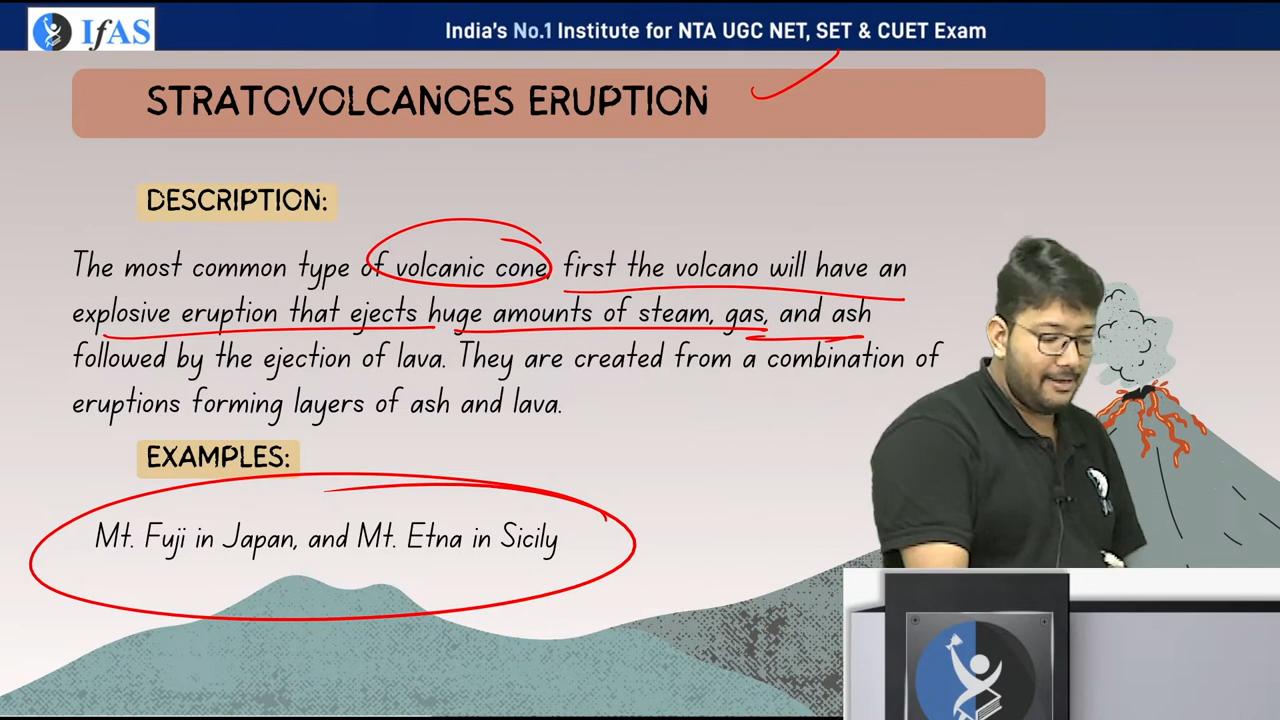 IfAS
India's No.1 Institute for NTA UGC NET, SET & CUET Exam
STRATOVOLCANOES ERUPTION
DESCRIPTION:
The most common type of volcanic cone, first the volcano will have an
explosive eruption that ejects huge amounts of steam, gas, and ash
followed by the ejection of lava. They are created from a combination of
eruptions forming layers of ash and lava.
EXAMPLES:
Mt. Fuji in Japan, and Mt. Etna in Sicily